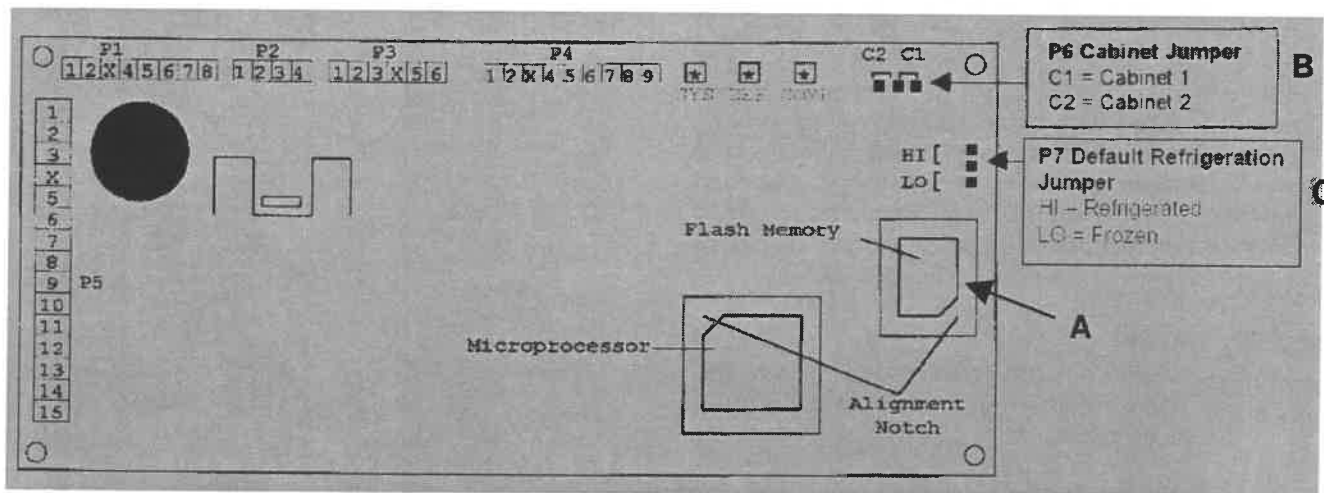 P1 P2 P3 P4
1 2 X 4 5 6 7 8
1 2 3 4
1 2 3 X 5 6
1 2 X 4 5 6 7 8 9
C2 C1
P6 Cabinet Jumper
C1 = Cabinet 1
C2 = Cabinet 2
B
1
2
3
X
5
6
7
8
9
10
11
12
13
14
15
P5
HI [
LO [
P7 Default Refrigeration
Jumper
HI – Refrigerated
LO = Frozen
Flash Memory
A
Microprocessor
Alignment
Notch